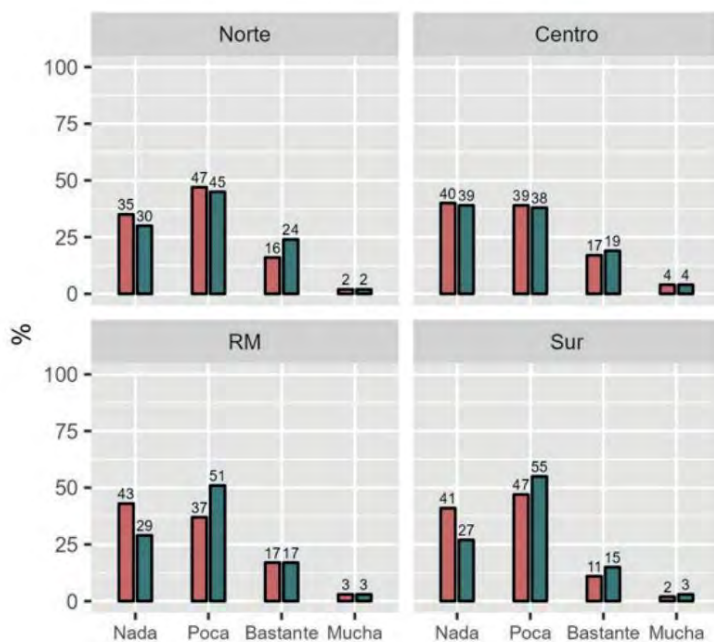 Norte
Centro
100
75
50
25
0
35 30 47 45 16 24 2 2
40 39 39 38 17 19 4 4
%
RM
Sur
100
75
50
25
0
43 29 37 51 17 17 3 3
41 27 47 55 11 15 2 3
Nada Poca Bastante Mucha
Nada Poca Bastante Mucha